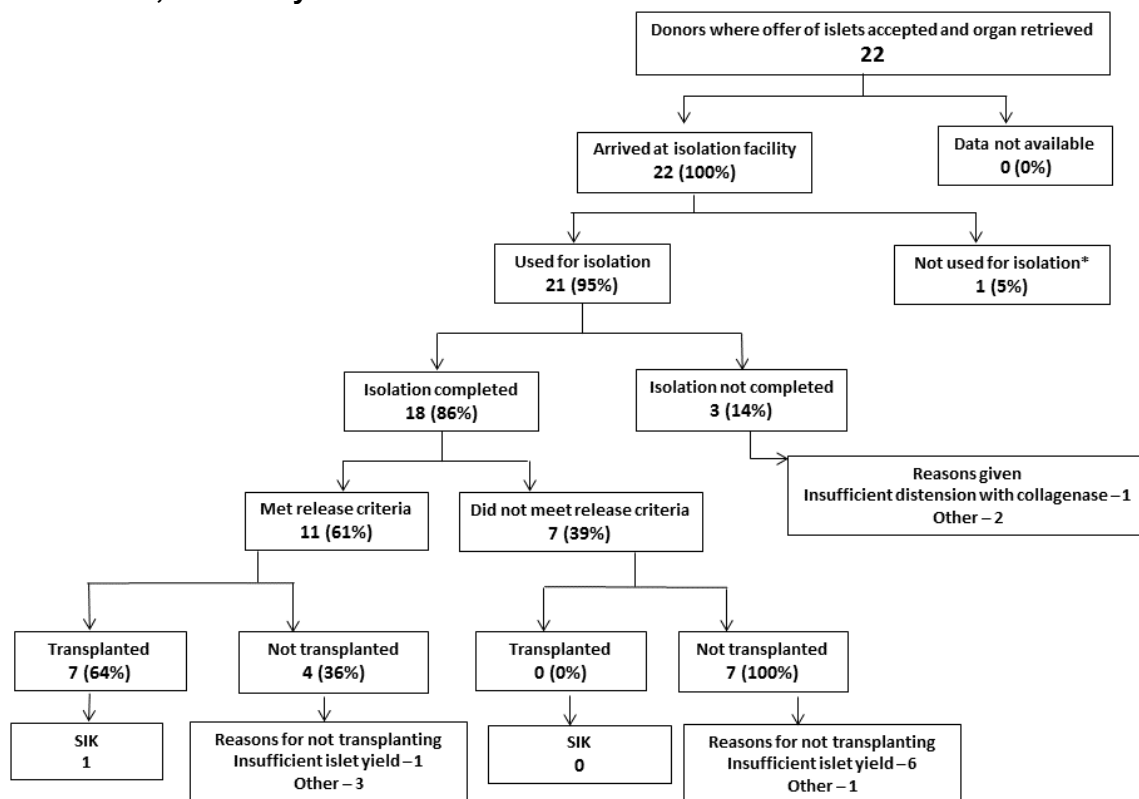 Donors where offer of islets accepted and organ retrieved
22
Arrived at isolation facility
22 (100%)
Data not available
0 (0%)
Used for isolation
21 (95%)
Not used for isolation*
1 (5%)
Isolation completed
18 (86%)
Isolation not completed
3 (14%)
Reasons given
Insufficient distension with collagenase – 1
Other – 2
Met release criteria
11 (61%)
Did not meet release criteria
7 (39%)
Transplanted
7 (64%)
Not transplanted
4 (36%)
Transplanted
0 (0%)
Not transplanted
7 (100%)
SIK
1
Reasons for not transplanting
Insufficient islet yield – 1
Other – 3
SIK
0
Reasons for not transplanting
Insufficient islet yield – 6
Other – 1